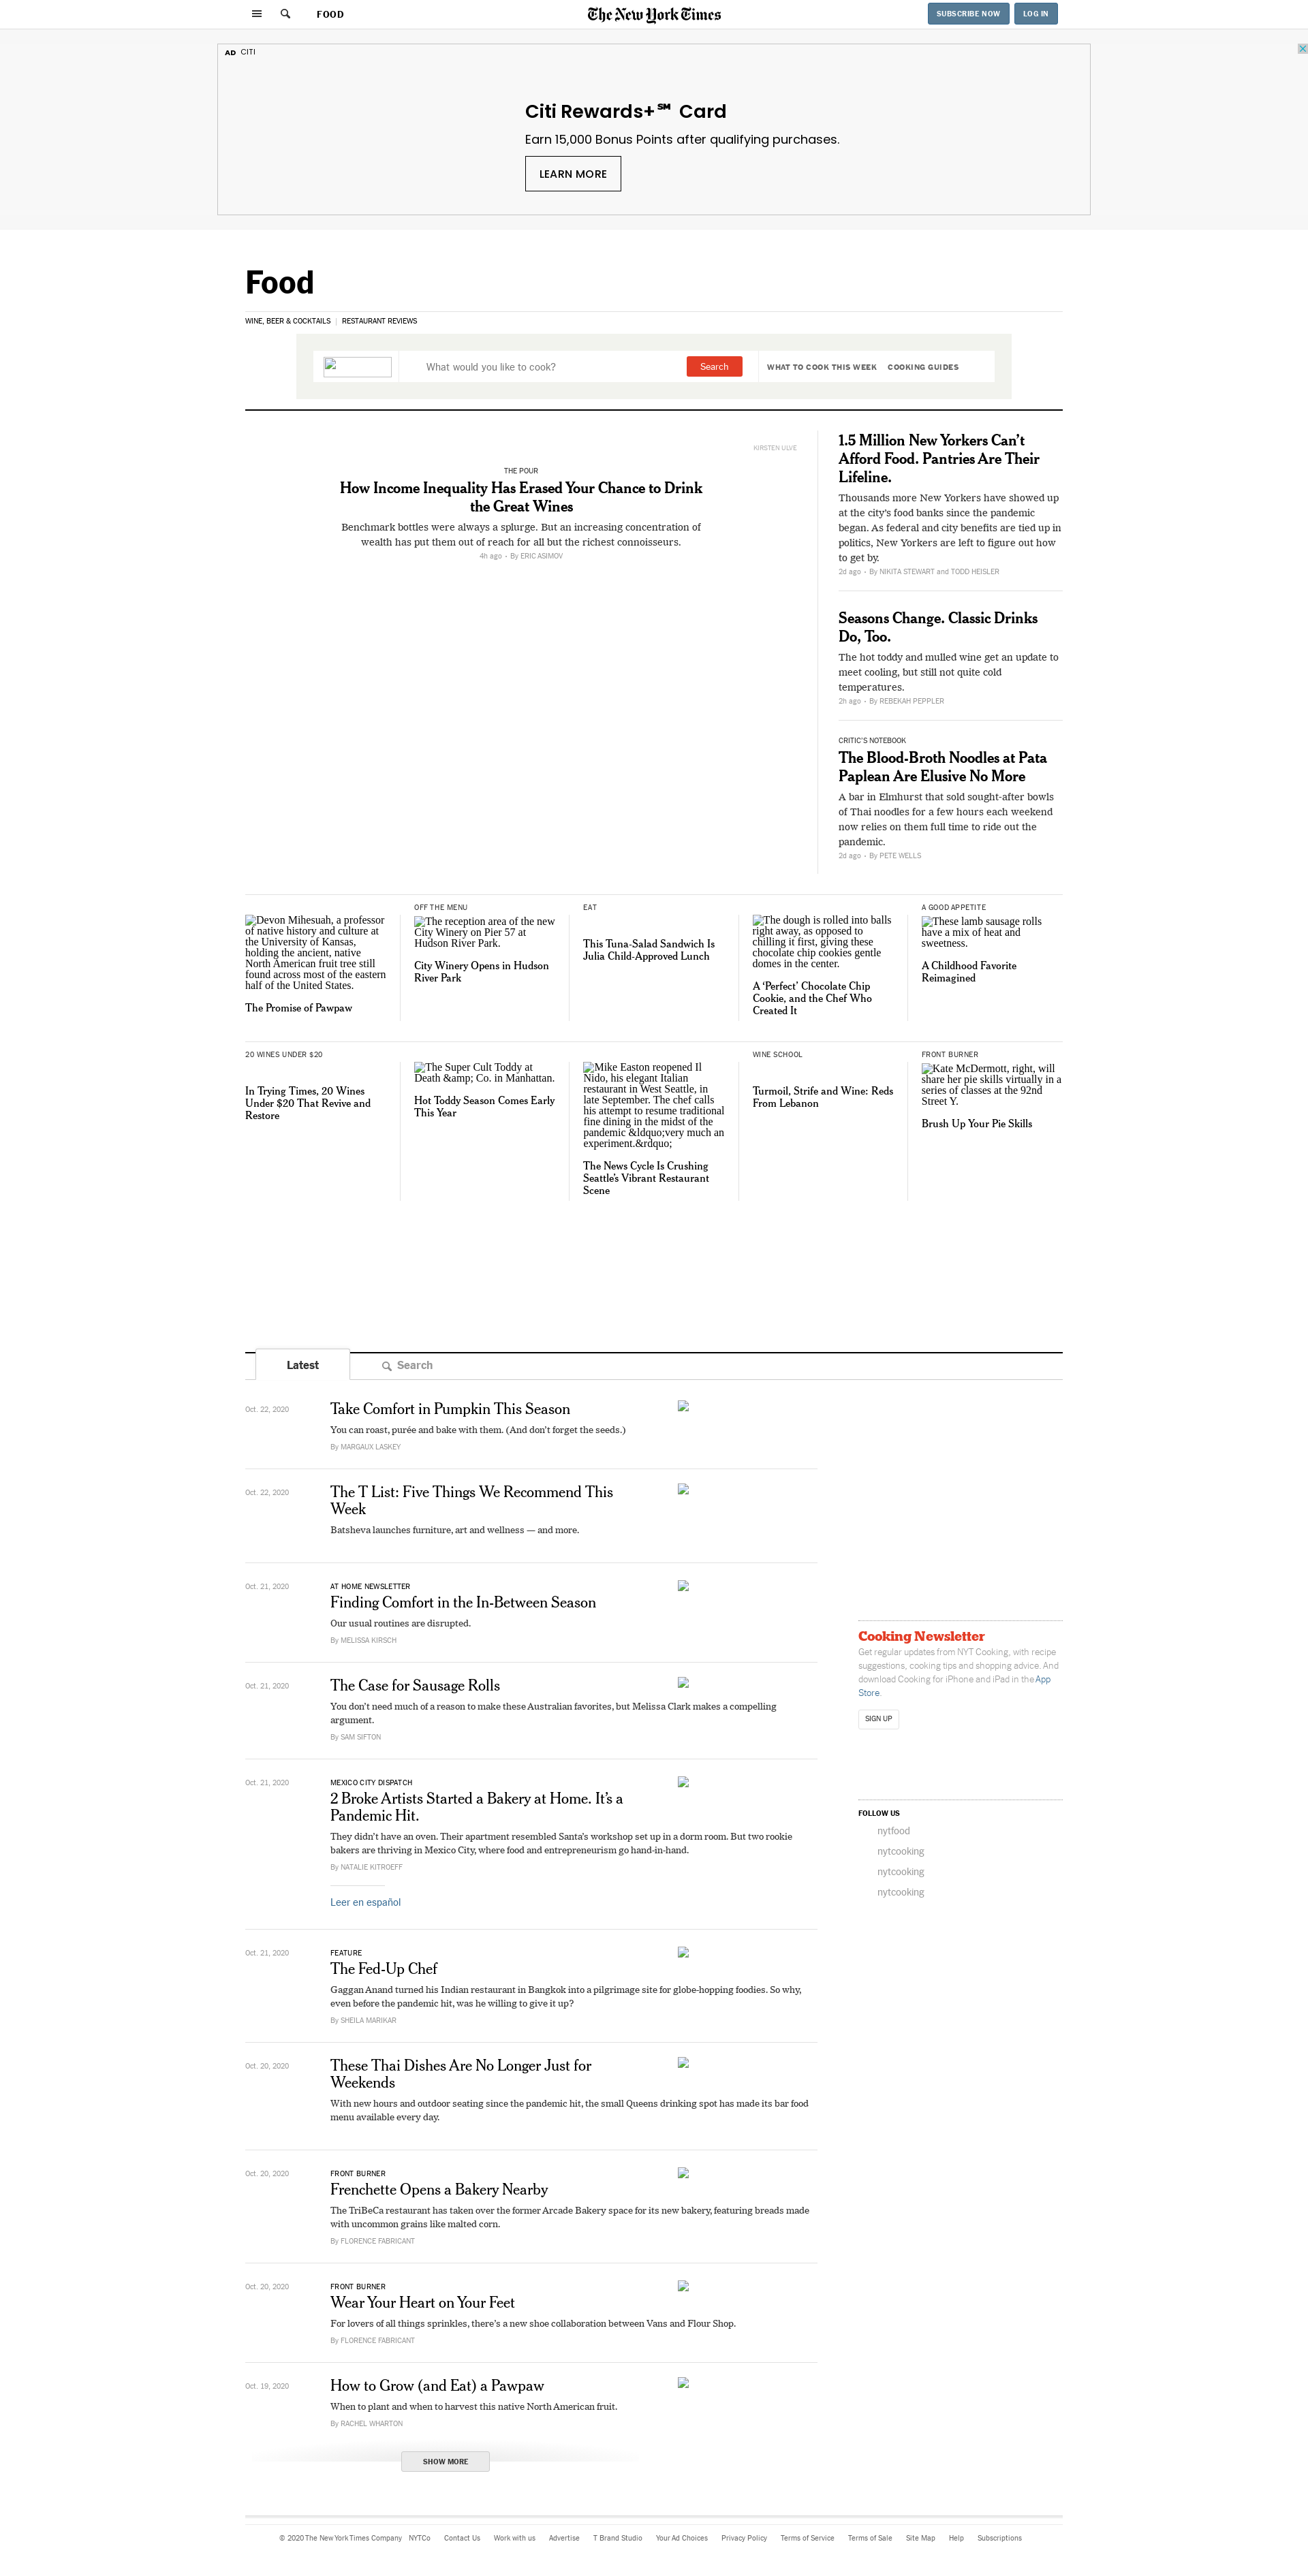 FOOD
The New York Times
SUBSCRIBE NOW
LOG IN
AD CITI
Citi Rewards+℠ Card
Earn 15,000 Bonus Points after qualifying purchases.
LEARN MORE
Food
WINE, BEER & COCKTAILS | RESTAURANT REVIEWS
What would you like to cook?
Search
WHAT TO COOK THIS WEEK
COOKING GUIDES
KIRSTEN ULVE
THE POUR
How Income Inequality Has Erased Your Chance to Drink
the Great Wines
Benchmark bottles were always a splurge. But an increasing concentration of
wealth has put them out of reach for all but the richest connoisseurs.
4h ago • By ERIC ASIMOV
1.5 Million New Yorkers Can’t
Afford Food. Pantries Are Their
Lifeline.
Thousands more New Yorkers have showed up
at the city’s food banks since the pandemic
began. As federal and city benefits are tied up in
politics, New Yorkers are left to figure out how
to get by.
2d ago • By NIKITA STEWART and TODD HEISLER
Seasons Change. Classic Drinks
Do, Too.
The hot toddy and mulled wine get an update to
meet cooling, but still not quite cold
temperatures.
2h ago • By REBEKAH PEPPLER
CRITIC’S NOTEBOOK
The Blood-Broth Noodles at Pata
Paplean Are Elusive No More
A bar in Elmhurst that sold sought-after bowls
of Thai noodles for a few hours each weekend
now relies on them full time to ride out the
pandemic.
2d ago • By PETE WELLS
Devon Mihesuah, a professor
of native history and culture at
the University of Kansas,
holding the ancient, native
North American fruit tree still
found across most of the eastern
half of the United States.
The Promise of Pawpaw
OFF THE MENU
The reception area of the new
City Winery on Pier 57 at
Hudson River Park.
City Winery Opens in Hudson
River Park
EAT
This Tuna-Salad Sandwich Is
Julia Child-Approved Lunch
The dough is rolled into balls
right away, as opposed to
chilling it first, giving these
chocolate chip cookies gentle
domes in the center.
A ‘Perfect’ Chocolate Chip
Cookie, and the Chef Who
Created It
A GOOD APPETITE
These lamb sausage rolls
have a mix of heat and
sweetness.
A Childhood Favorite
Reimagined
20 WINES UNDER $20
In Trying Times, 20 Wines
Under $20 That Revive and
Restore
The Super Cult Toddy at
Death &amp; Co. in Manhattan.
Hot Toddy Season Comes Early
This Year
Mike Easton reopened Il
Nido, his elegant Italian
restaurant in West Seattle, in
late September. The chef calls
his attempt to resume traditional
fine dining in the midst of the
pandemic &ldquo;very much an
experiment.&rdquo;
The News Cycle Is Crushing
Seattle’s Vibrant Restaurant
Scene
WINE SCHOOL
Turmoil, Strife and Wine: Reds
From Lebanon
FRONT BURNER
Kate McDermott, right, will
share her pie skills virtually in a
series of classes at the 92nd
Street Y.
Brush Up Your Pie Skills
Latest
Search
Oct. 22, 2020
Take Comfort in Pumpkin This Season
You can roast, purée and bake with them. (And don’t forget the seeds.)
By MARGAUX LASKEY
Oct. 22, 2020
The T List: Five Things We Recommend This
Week
Batsheva launches furniture, art and wellness — and more.
Oct. 21, 2020
AT HOME NEWSLETTER
Finding Comfort in the In-Between Season
Our usual routines are disrupted.
By MELISSA KIRSCH
Oct. 21, 2020
The Case for Sausage Rolls
You don’t need much of a reason to make these Australian favorites, but Melissa Clark makes a compelling
argument.
By SAM SIFTON
Oct. 21, 2020
MEXICO CITY DISPATCH
2 Broke Artists Started a Bakery at Home. It’s a
Pandemic Hit.
They didn’t have an oven. Their apartment resembled Santa’s workshop set up in a dorm room. But two rookie
bakers are thriving in Mexico City, where food and entrepreneurism go hand-in-hand.
By NATALIE KITROEFF
Leer en español
Oct. 21, 2020
FEATURE
The Fed-Up Chef
Gaggan Anand turned his Indian restaurant in Bangkok into a pilgrimage site for globe-hopping foodies. So why,
even before the pandemic hit, was he willing to give it up?
By SHEILA MARIKAR
Oct. 20, 2020
These Thai Dishes Are No Longer Just for
Weekends
With new hours and outdoor seating since the pandemic hit, the small Queens drinking spot has made its bar food
menu available every day.
Oct. 20, 2020
FRONT BURNER
Frenchette Opens a Bakery Nearby
The TriBeCa restaurant has taken over the former Arcade Bakery space for its new bakery, featuring breads made
with uncommon grains like malted corn.
By FLORENCE FABRICANT
Oct. 20, 2020
FRONT BURNER
Wear Your Heart on Your Feet
For lovers of all things sprinkles, there’s a new shoe collaboration between Vans and Flour Shop.
By FLORENCE FABRICANT
Oct. 19, 2020
How to Grow (and Eat) a Pawpaw
When to plant and when to harvest this native North American fruit.
By RACHEL WHARTON
SHOW MORE
Cooking Newsletter
Get regular updates from NYT Cooking, with recipe
suggestions, cooking tips and shopping advice. And
download Cooking for iPhone and iPad in the App
Store.
SIGN UP
FOLLOW US
nytfood
nytcooking
nytcooking
nytcooking
© 2020 The New York Times Company NYTCo Contact Us Work with us Advertise T Brand Studio Your Ad Choices Privacy Policy Terms of Service Terms of Sale Site Map Help Subscriptions